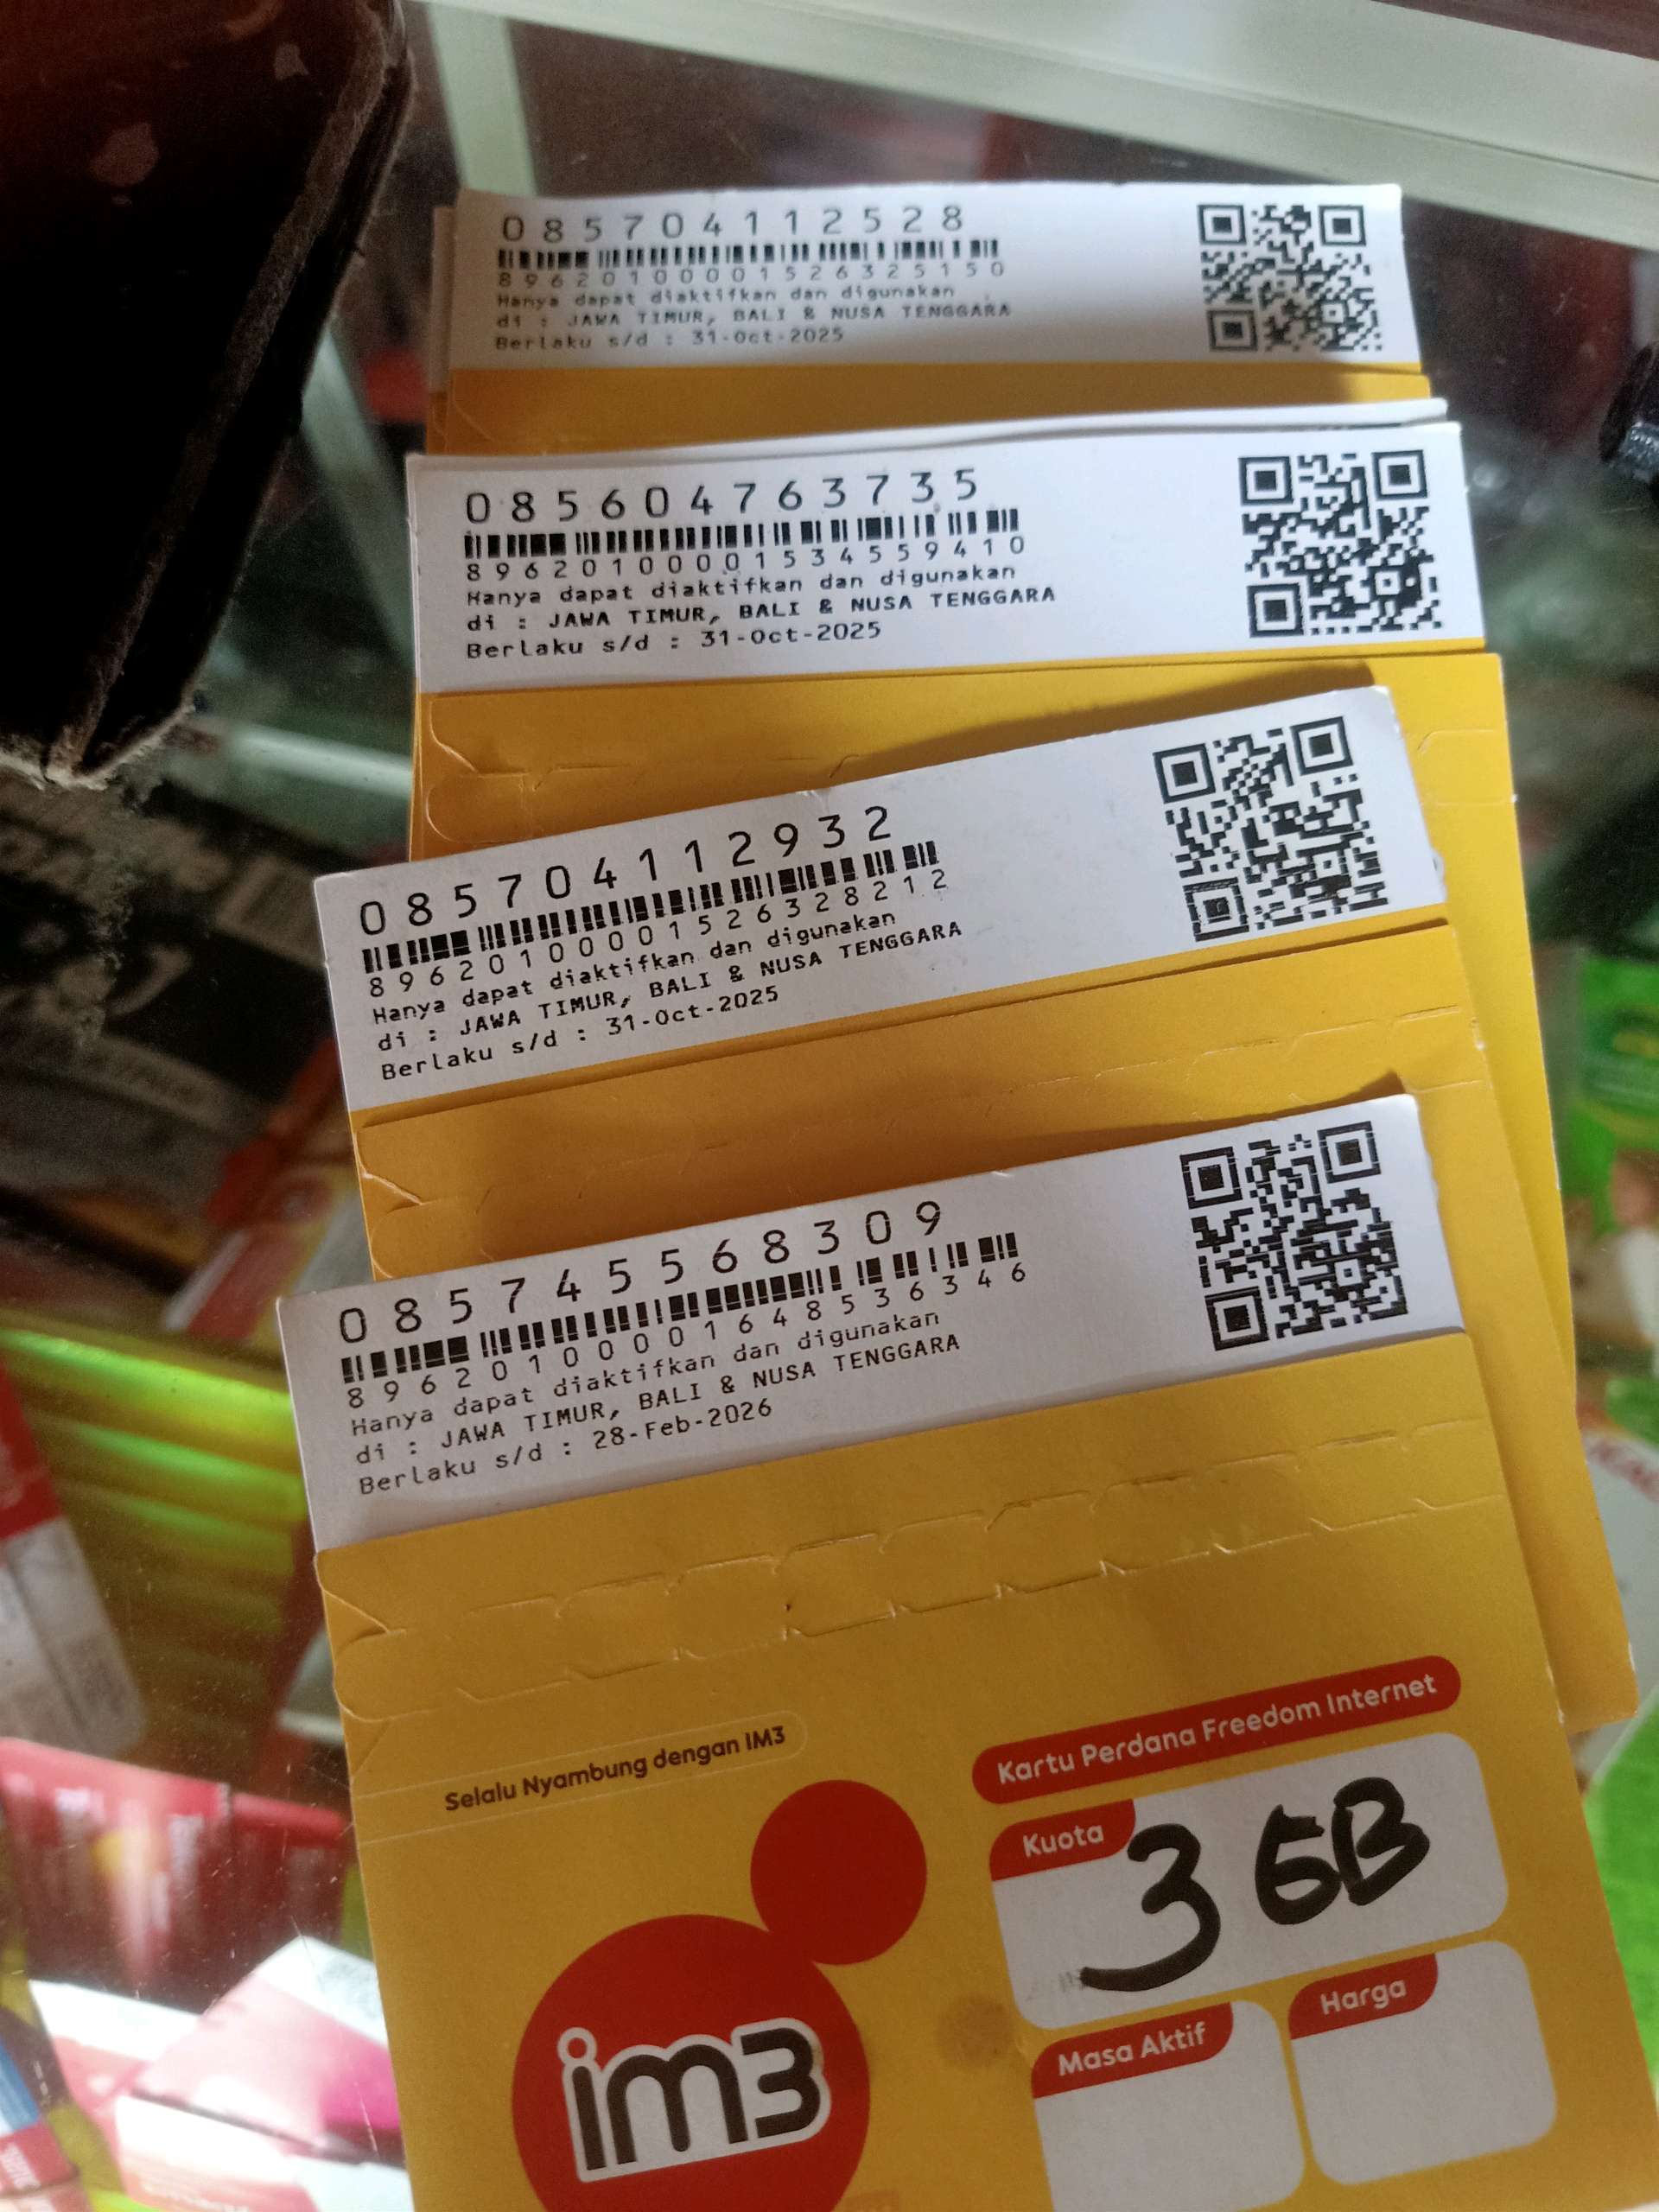 085704112528
8962010000152632515​0
Hanya dapat diaktifkan dan digunakan
di : JAWA TIMUR, BALI & NUSA TENGGARA
Berlaku s/d : 31-Oct-2025
085604763735
89620100001534559410
Hanya dapat diaktifkan dan digunakan
di : JAWA TIMUR, BALI & NUSA TENGGARA
Berlaku s/d : 31-Oct-2025
085704112932
89620100001526328212
Hanya dapat diaktifkan dan digunakan
di : JAWA TIMUR, BALI & NUSA TENGGARA
Berlaku s/d : 31-Oct-2025
085745568309
89620100001648536346
Hanya dapat diaktifkan dan digunakan
di : JAWA TIMUR, BALI & NUSA TENGGARA
Berlaku s/d : 28-Feb-2026
Selalu Nyambung dengan IM3
Kartu Perdana Freedom Internet
Kuota
3 GB
Masa Aktif
Harga
im3